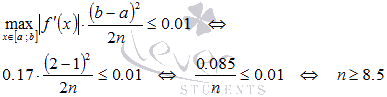 max_{x∈[a ; b]} |f'(x)| · (b−a)² / 2n ≤ 0.01 ⇔
0.17 · (2−1)² / 2n ≤ 0.01 ⇔ 0.085 / n ≤ 0.01 ⇔ n ≥ 8.5
STUDENTS